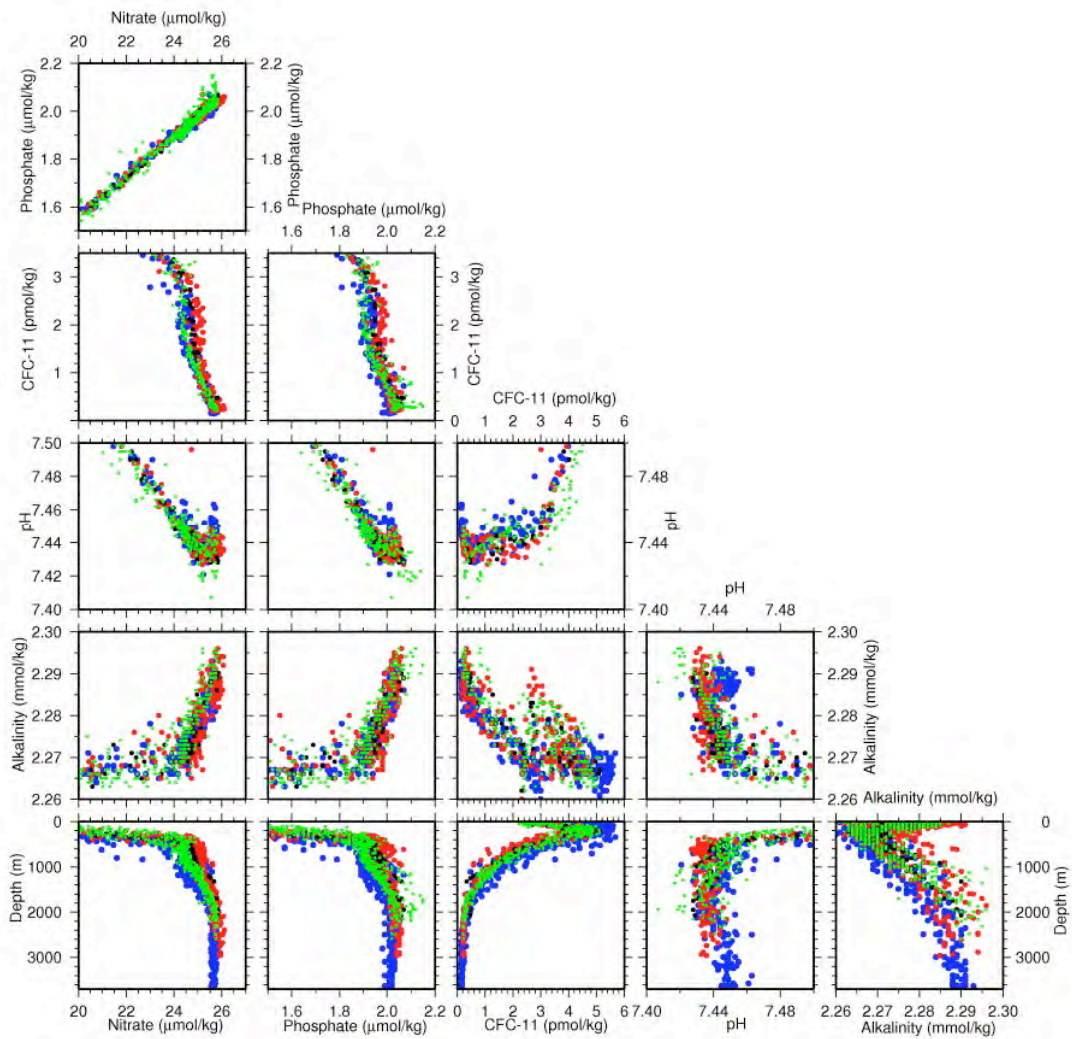 Nitrate (μmol/kg)
20 22 24 26
2.2 2.2
2.0 2.0
1.8 1.8
1.6 1.6
Phosphate (μmol/kg)
Phosphate (μmol/kg)
Phosphate (μmol/kg)
1.6 1.8 2.0 2.2
3 3
2 2
1 1
0
CFC-11 (pmol/kg)
CFC-11 (pmol/kg)
CFC-11 (pmol/kg)
0 1 2 3 4 5 6
7.50
7.48 7.48
7.46
7.44 7.44
7.42
7.40 7.40
pH
pH
pH
7.40 7.44 7.48
2.30 2.30
2.29 2.29
2.28 2.28
2.27 2.27
2.26 2.26
Alkalinity (mmol/kg)
Alkalinity (mmol/kg)
Alkalinity (mmol/kg)
0 0
1000 1000
2000 2000
3000 3000
Depth (m)
Depth (m)
20 22 24 26 1.6 1.8 2.0 2.2 0 1 2 3 4 5 6 7.40 7.44 7.48 2.26 2.27 2.28 2.29 2.30
Nitrate (μmol/kg) Phosphate (μmol/kg) CFC-11 (pmol/kg) pH Alkalinity (mmol/kg)